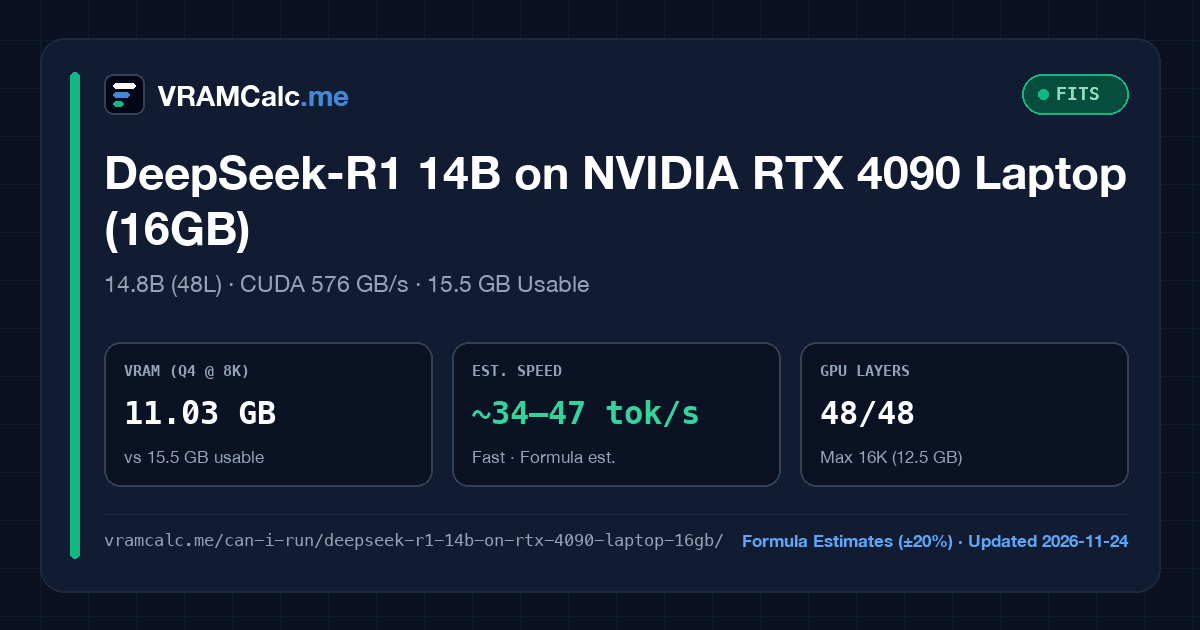 VRAMCalc.me
FITS
DeepSeek-R1 14B on NVIDIA RTX 4090 Laptop
(16GB)
14.8B (48L) · CUDA 576 GB/s · 15.5 GB Usable
VRAM (Q4 @ 8K)
11.03 GB
vs 15.5 GB usable
EST. SPEED
~34–47 tok/s
Fast · Formula est.
GPU LAYERS
48/48
Max 16K (12.5 GB)
vramcalc.me/can-i-run/deepseek-r1-14b-on-rtx-4090-laptop-16gb/
Formula Estimates (±20%) · Updated 2026-11-24